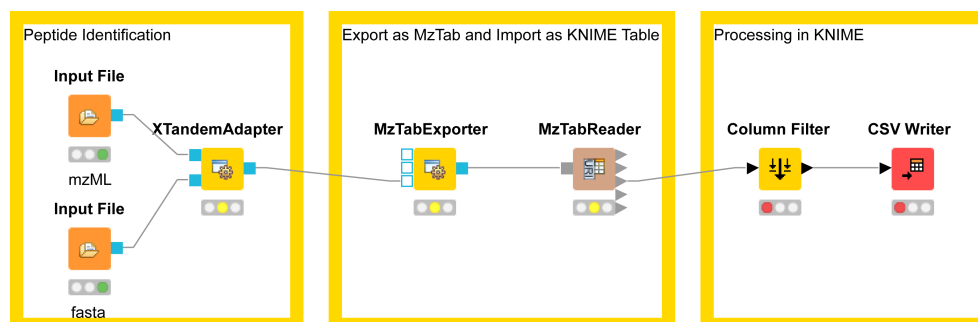 Peptide Identification
Export as MzTab and Import as KNIME Table
Processing in KNIME
Input File
XTandemAdapter
MzTabExporter
MzTabReader
Column Filter
CSV Writer
mzML
Input File
fasta